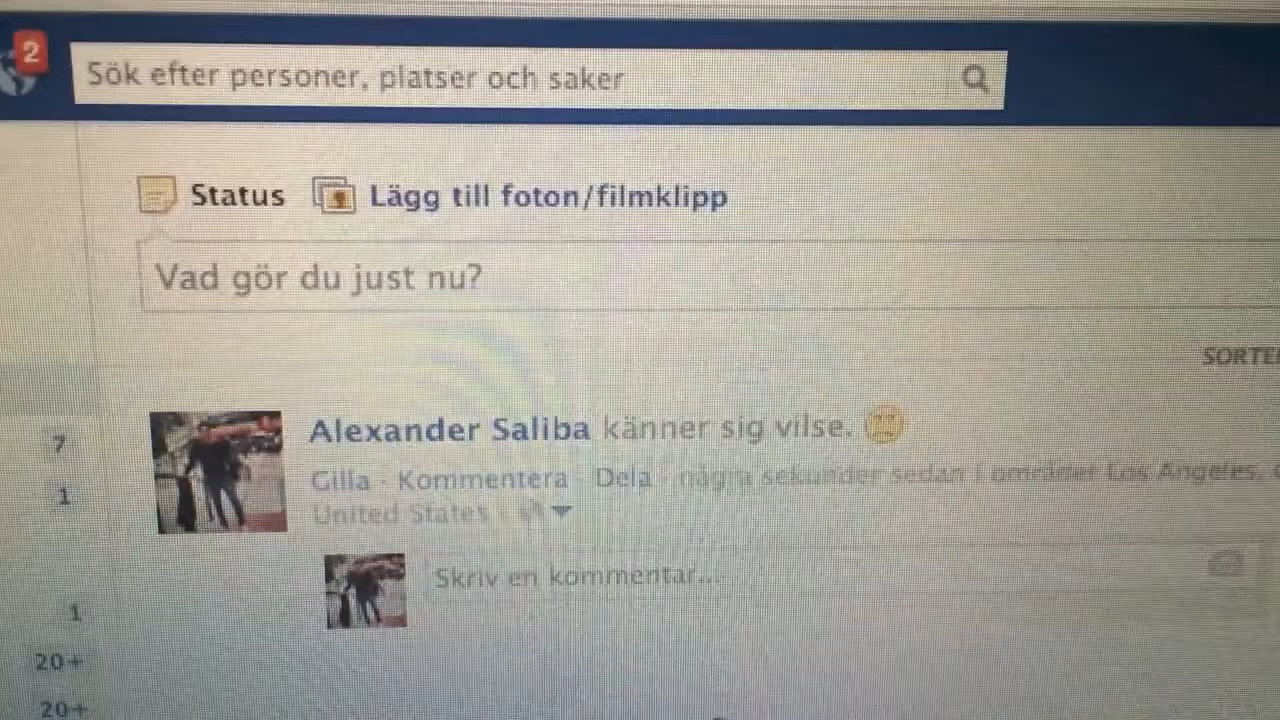 2
Sök efter personer, platser och saker
Status Lägg till foton/filmklipp
Vad gör du just nu?
SORTE
Alexander Saliba känner sig vilse.
7
Gilla · Kommentera · Dela · några sekunder sedan i området Los Angeles,
1
United States
Skriv en kommentar...
1
20+
20+